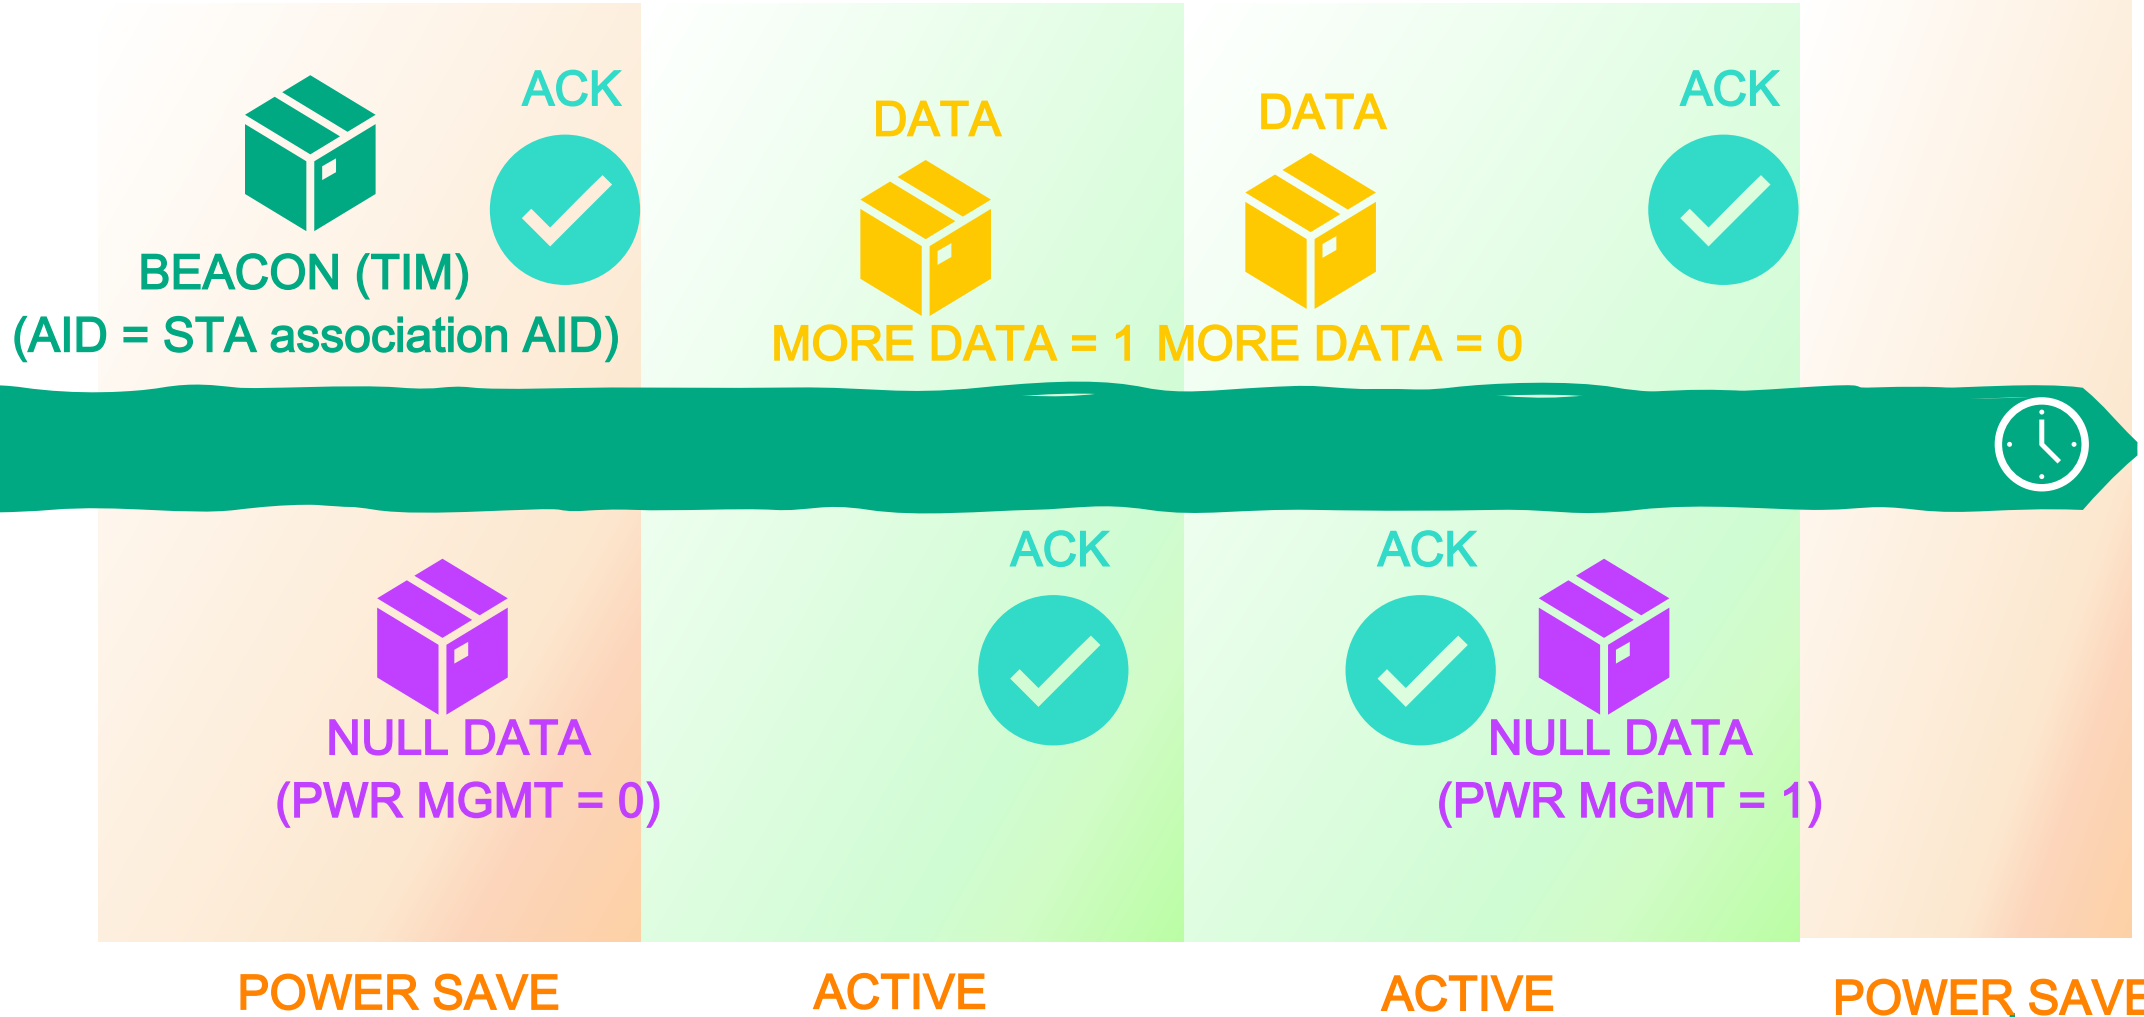 ACK
BEACON (TIM)
(AID = STA association AID)
DATA
MORE DATA = 1
DATA
MORE DATA = 0
ACK
NULL DATA
(PWR MGMT = 0)
ACK
ACK
NULL DATA
(PWR MGMT = 1)
POWER SAVE
ACTIVE
ACTIVE
POWER SAVE